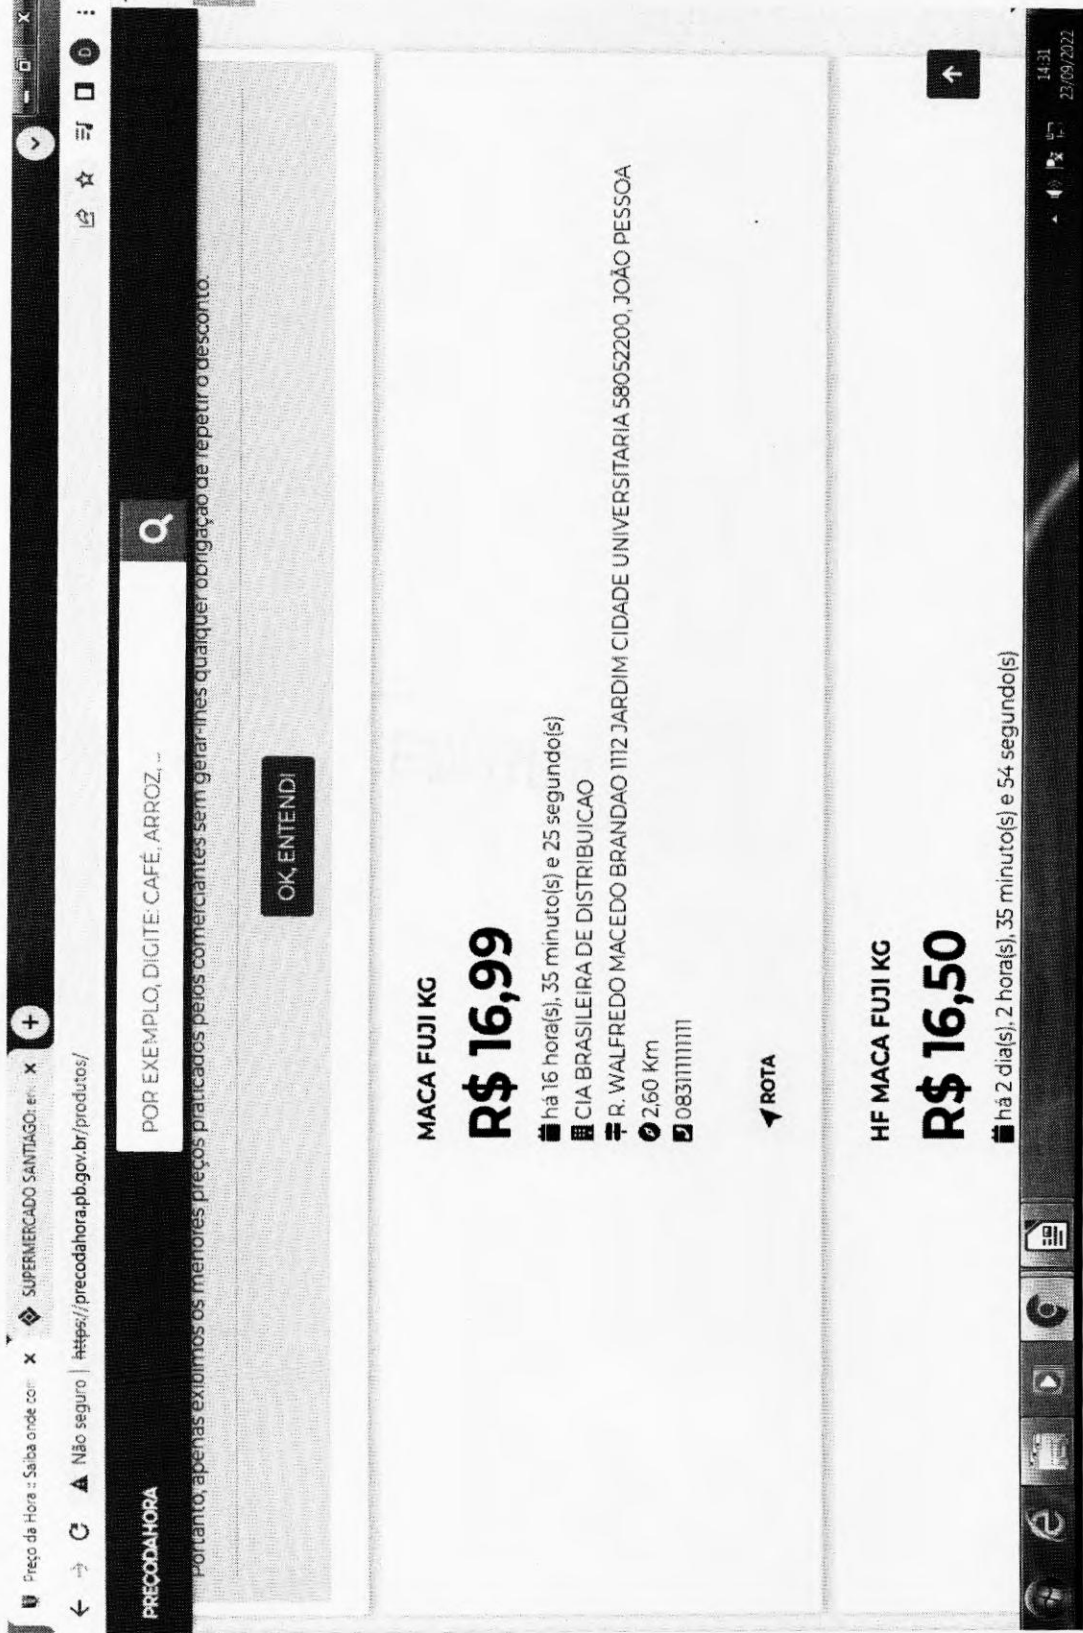 Preço da Hora :: Saiba onde com
SUPERMERCADO SANTIAGO: en
Não seguro | https://precodahora.pb.gov.br/produtos/
D
PREÇODAHORA
POR EXEMPLO, DIGITE: CAFÉ, ARROZ, ...
Portanto, apenas exibimos os menores preços praticados pelos comerciantes sem gerar-lhes qualquer obrigação de repetir o desconto.
OK, ENTENDI
MACA FUJI KG
R$ 16,99
há 16 hora(s), 35 minuto(s) e 25 segundo(s)
CIA BRASILEIRA DE DISTRIBUICAO
R. WALFREDO MACEDO BRANDAO 1112 JARDIM CIDADE UNIVERSITARIA 58052200, JOÃO PESSOA
2,60 Km
ROTA
HF MACA FUJI KG
R$ 16,50
há 2 dia(s), 2 hora(s), 35 minuto(s) e 54 segundo(s)
14:31
23/09/2022